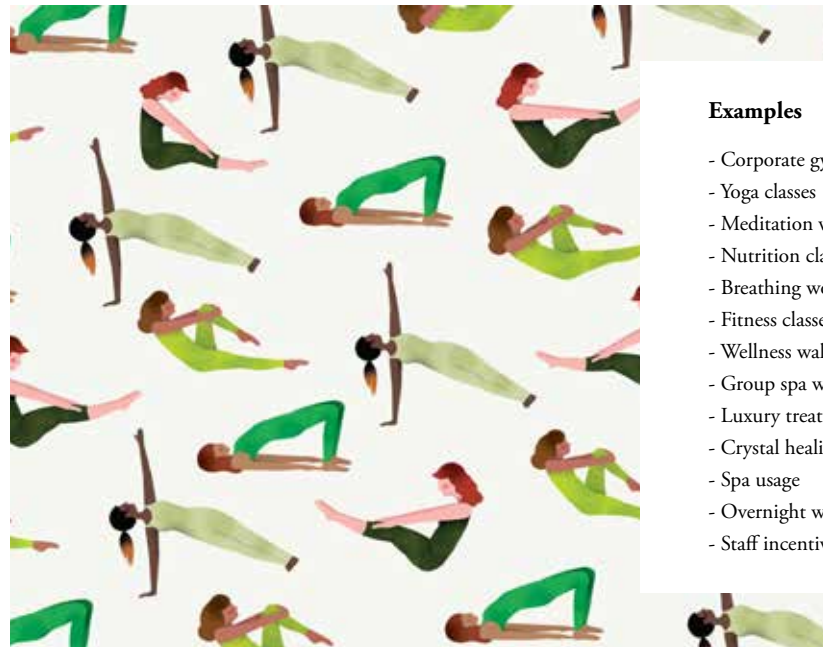 Examples
- Corporate
- Yoga classes
- Meditation
- Nutrition
- Breathing
- Fitness
- Wellness
- Group spa
- Luxury
- Crystal
- Spa usage
- Overnight
- Staff